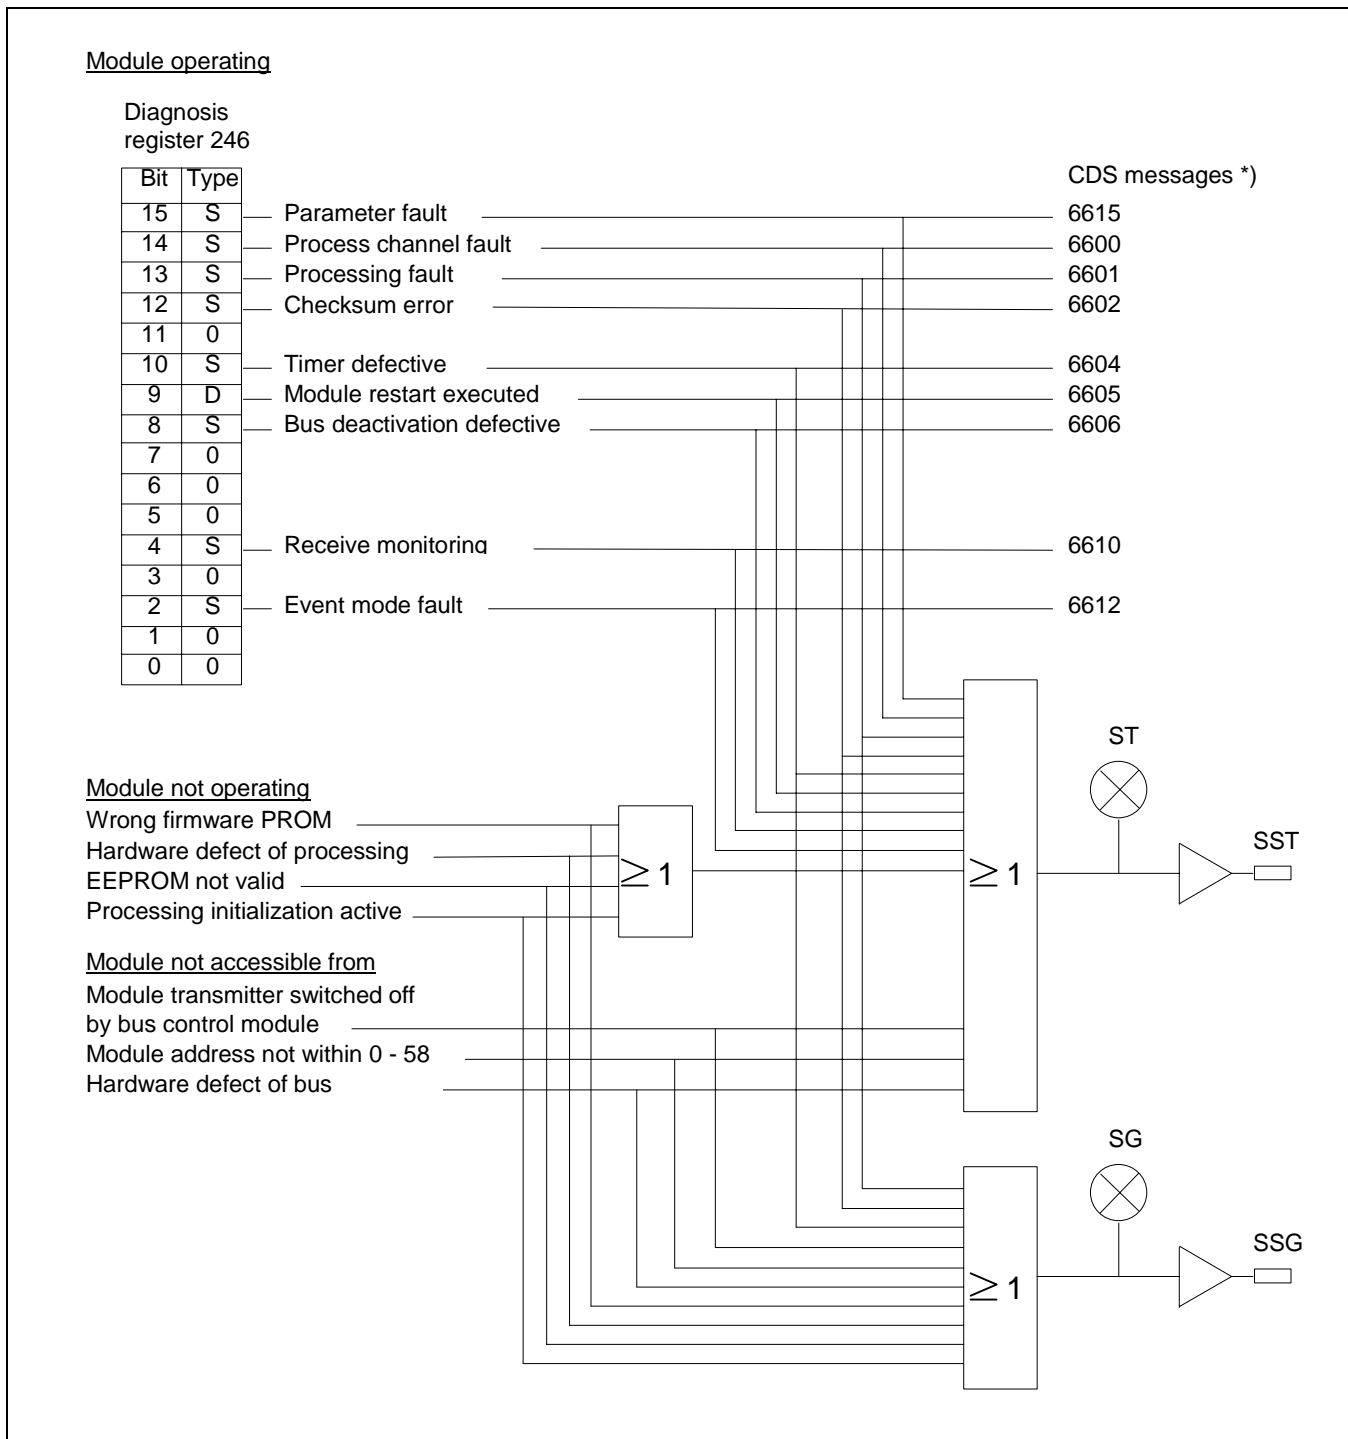 Module operating
Diagnosis
register 246
Bit Type
CDS messages *)
15 S Parameter fault 6615
14 S Process channel fault 6600
13 S Processing fault 6601
12 S Checksum error 6602
11 0
10 S Timer defective 6604
9 D Module restart executed 6605
8 S Bus deactivation defective 6606
7 0
6 0
5 0
4 S Receive monitoring 6610
3 0
2 S Event mode fault 6612
1 0
0 0
ST
Module not operating
Wrong firmware PROM
Hardware defect of processing
EEPROM not valid
Processing initialization active
≥ 1
≥ 1
SST
Module not accessible from
Module transmitter switched off
by bus control module
Module address not within 0 - 58
Hardware defect of bus
SG
≥ 1
SSG